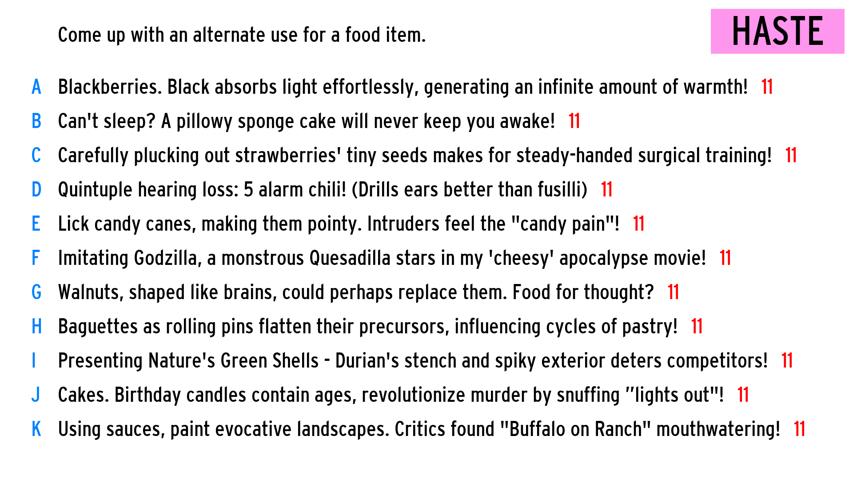 Come up with an alternate use for a food item.
HASTE
A Blackberries. Black absorbs light effortlessly, generating an infinite amount of warmth! 11
B Can't sleep? A pillowy sponge cake will never keep you awake! 11
C Carefully plucking out strawberries' tiny seeds makes for steady-handed surgical training! 11
D Quintuple hearing loss: 5 alarm chili! (Drills ears better than fusilli) 11
E Lick candy canes, making them pointy. Intruders feel the "candy pain"! 11
F Imitating Godzilla, a monstrous Quesadilla stars in my 'cheesy' apocalypse movie! 11
G Walnuts, shaped like brains, could perhaps replace them. Food for thought? 11
H Baguettes as rolling pins flatten their precursors, influencing cycles of pastry! 11
I Presenting Nature's Green Shells - Durian's stench and spiky exterior deters competitors! 11
J Cakes. Birthday candles contain ages, revolutionize murder by snuffing ”lights out"! 11
K Using sauces, paint evocative landscapes. Critics found "Buffalo on Ranch" mouthwatering! 11